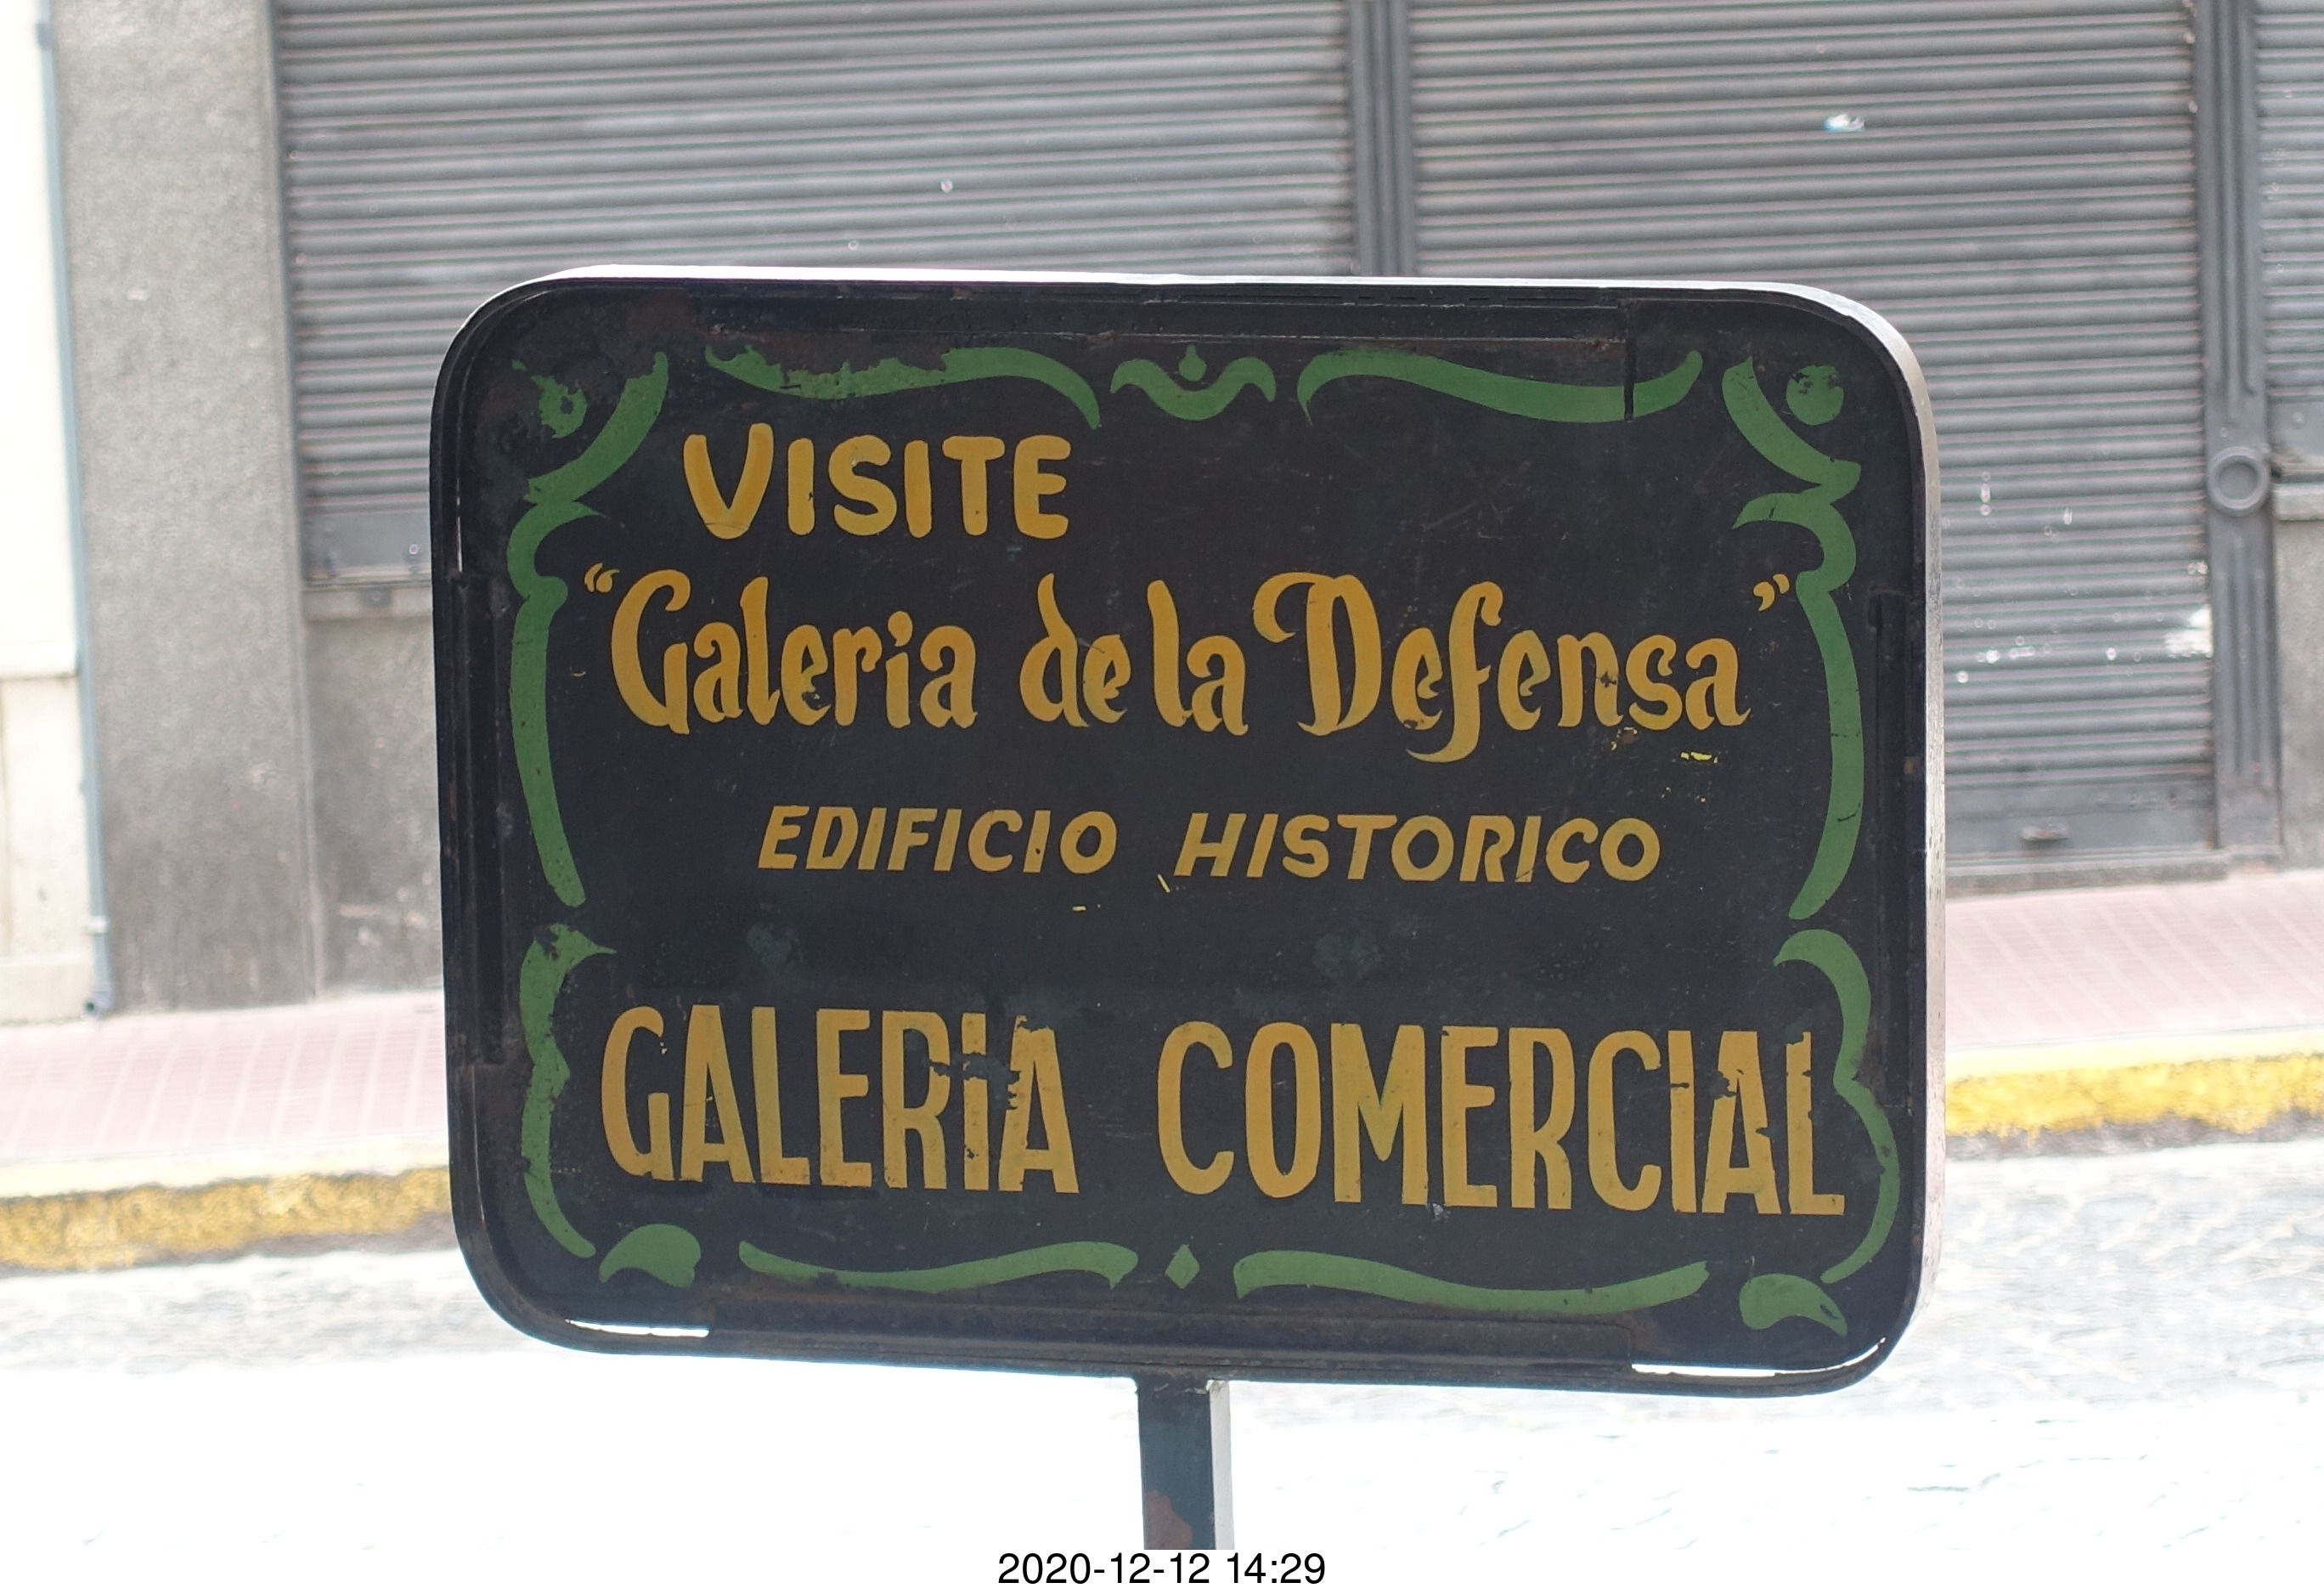 VISITE
“Galeria de la Defensa”
EDIFICIO HISTORICO
GALERIA COMERCIAL
2020-12-12 14:29